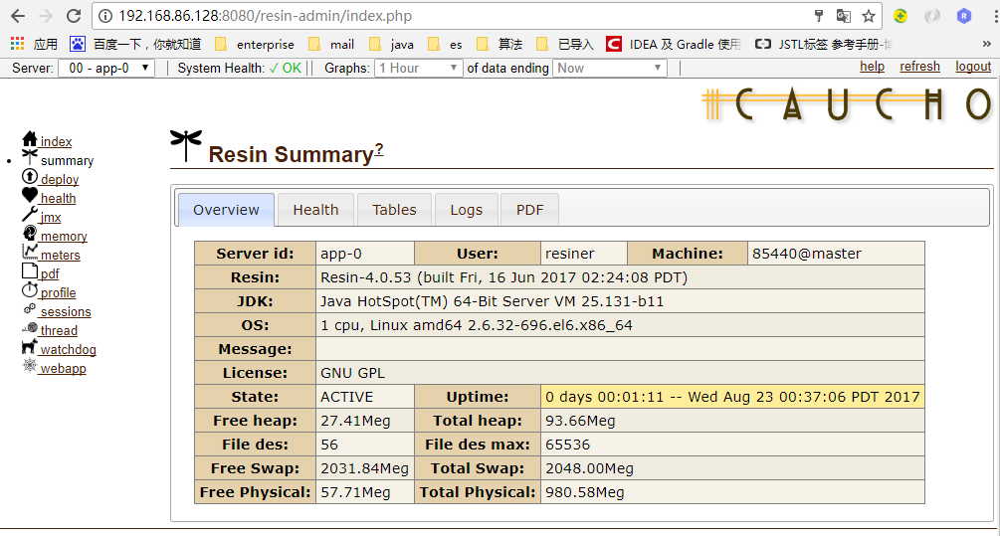 192.168.86.128:8080/resin-admin/index.php
应用 百度一下，你就知道 enterprise mail java es 算法 已导入 IDEA 及 Gradle 使用 JSTL标签 参考手册 »
Server: 00 - app-0 System Health: ✓ OK Graphs: 1 Hour of data ending Now help refresh logout
CAUCHO
index
summary
deploy
health
jmx
memory
meters
pdf
profile
sessions
thread
watchdog
webapp
Resin Summary?
Overview Health Tables Logs PDF
Server id: app-0 User: resiner Machine: 85440@master
Resin: Resin-4.0.53 (built Fri, 16 Jun 2017 02:24:08 PDT)
JDK: Java HotSpot(TM) 64-Bit Server VM 25.131-b11
OS: 1 cpu, Linux amd64 2.6.32-696.el6.x86_64
Message:
License: GNU GPL
State: ACTIVE Uptime: 0 days 00:01:11 -- Wed Aug 23 00:37:06 PDT 2017
Free heap: 27.41Meg Total heap: 93.66Meg
File des: 56 File des max: 65536
Free Swap: 2031.84Meg Total Swap: 2048.00Meg
Free Physical: 57.71Meg Total Physical: 980.58Meg